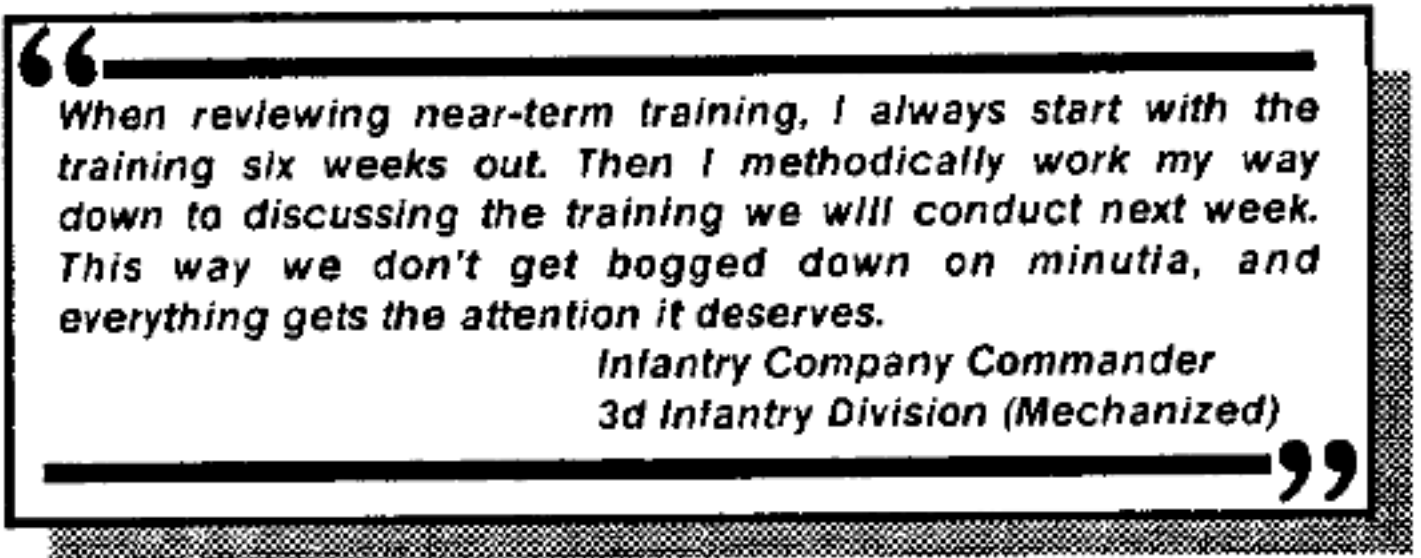 “
When reviewing near-term training, I always start with the
training six weeks out. Then I methodically work my way
down to discussing the training we will conduct next week.
This way we don't get bogged down on minutia, and
everything gets the attention it deserves.
Infantry Company Commander
3d Infantry Division (Mechanized)
”